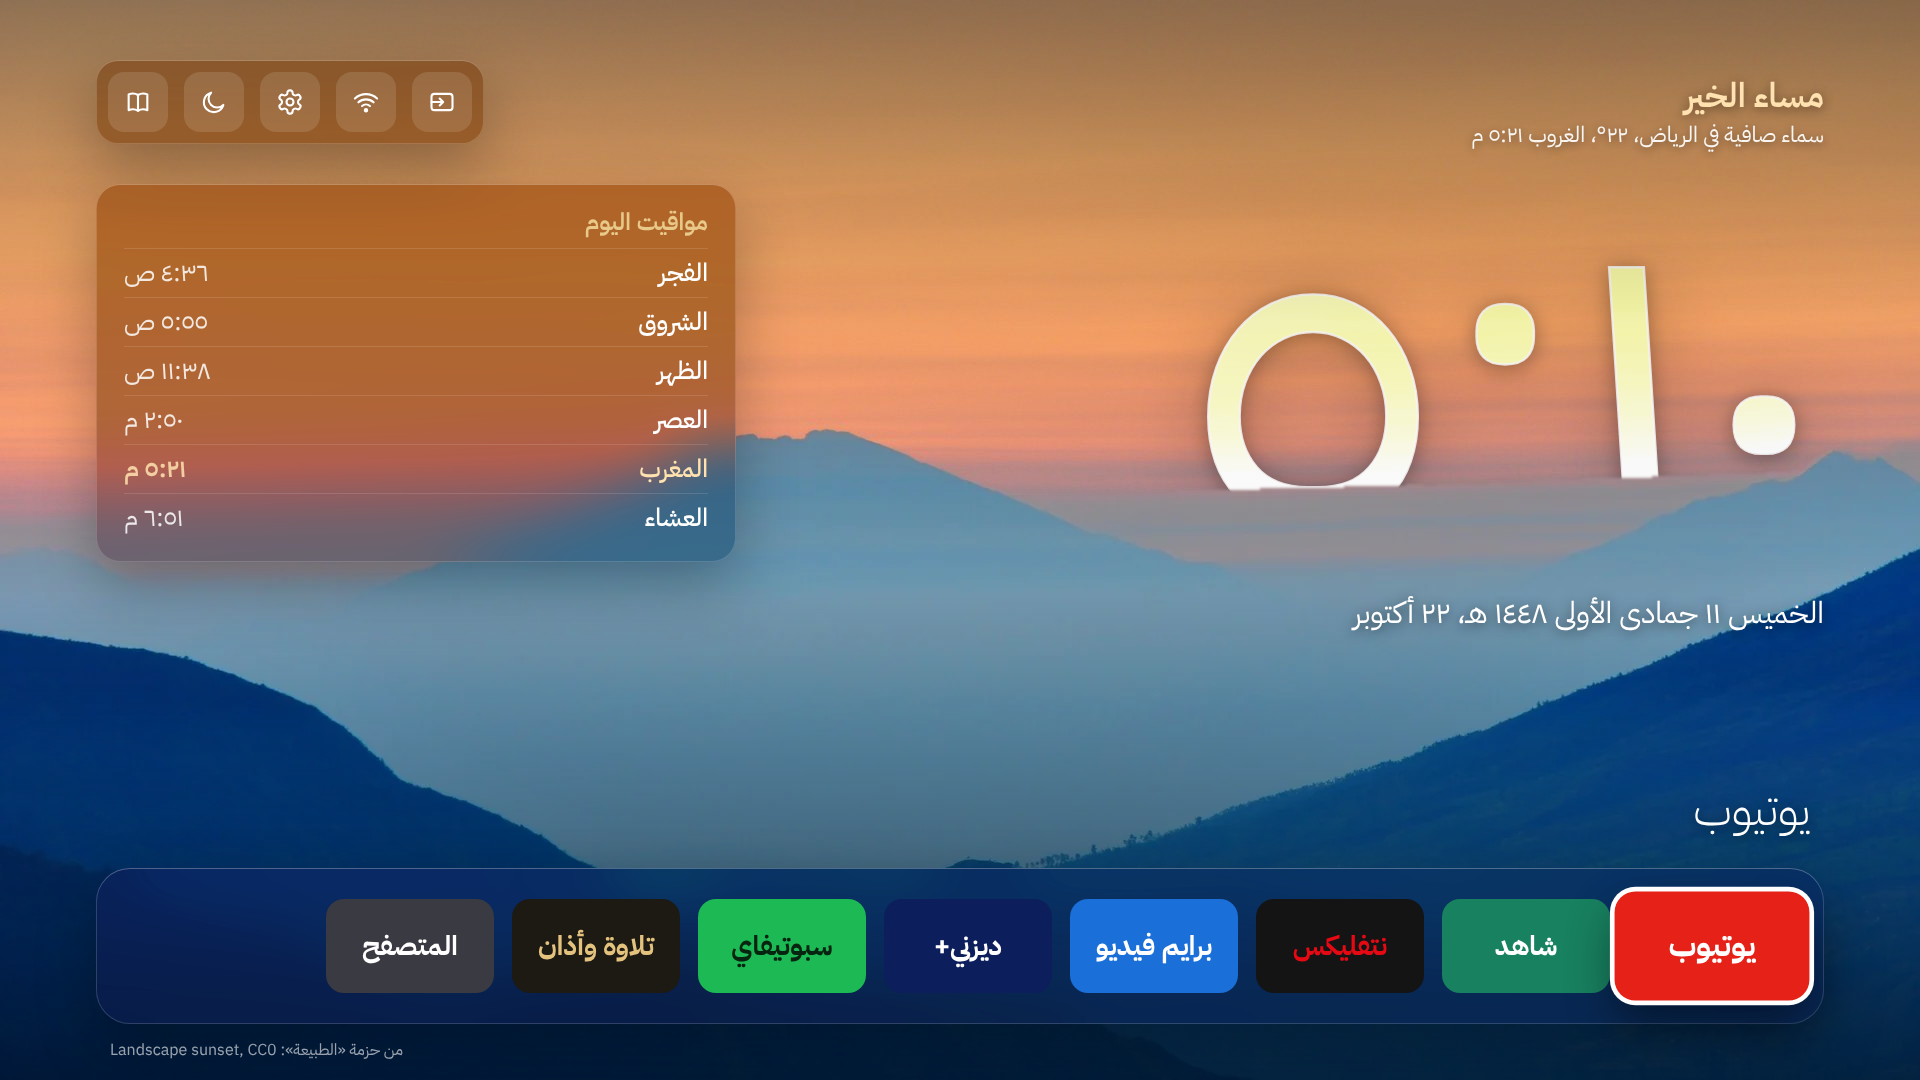 مساء الخير
سماء صافية في الرياض، ٢٢°، الغروب ٥:٢١ م
٥:١٠
الخميس ١١ جمادى الأولى ١٤٤٨ هـ، ٢٢ أكتوبر
مواقيت اليوم
الفجر ٤:٣٦ ص
الشروق ٥:٥٥ ص
الظهر ١١:٣٨ ص
العصر ٢:٥٠ م
المغرب ٥:٢١ م
العشاء ٦:٥١ م
يوتيوب
يوتيوب شاهد نتفليكس برايم فيديو ديزني+ سبوتيفاي تلاوة وأذان المتصفح
من حزمة «الطبيعة»: Landscape sunset, CC0